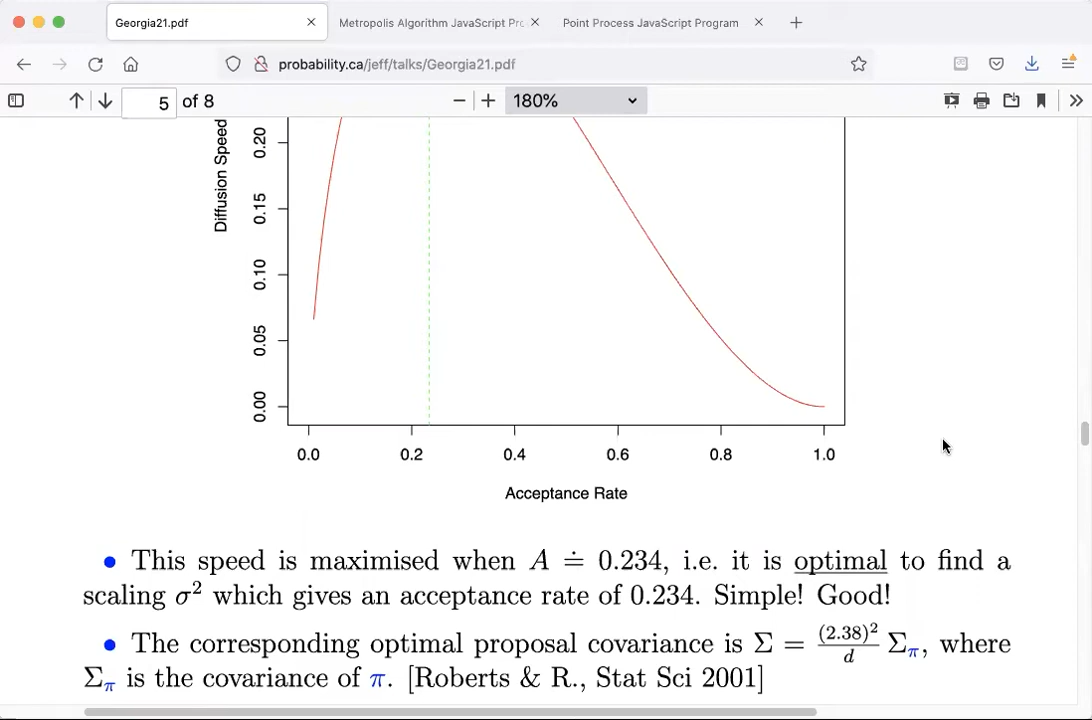 Georgia21.pdf
Metropolis Algorithm JavaScript Pro
Point Process JavaScript Program
probability.ca/jeff/talks/Georgia21.pdf
5 of 8
180%
Diffusion Speed
0.20
0.15
0.10
0.05
0.00
0.0 0.2 0.4 0.6 0.8 1.0
Acceptance Rate
• This speed is maximised when A ≐ 0.234, i.e. it is optimal to find a
scaling σ² which gives an acceptance rate of 0.234. Simple! Good!
• The corresponding optimal proposal covariance is Σ = (2.38)²/d Σπ, where
Σπ is the covariance of π. [Roberts & R., Stat Sci 2001]